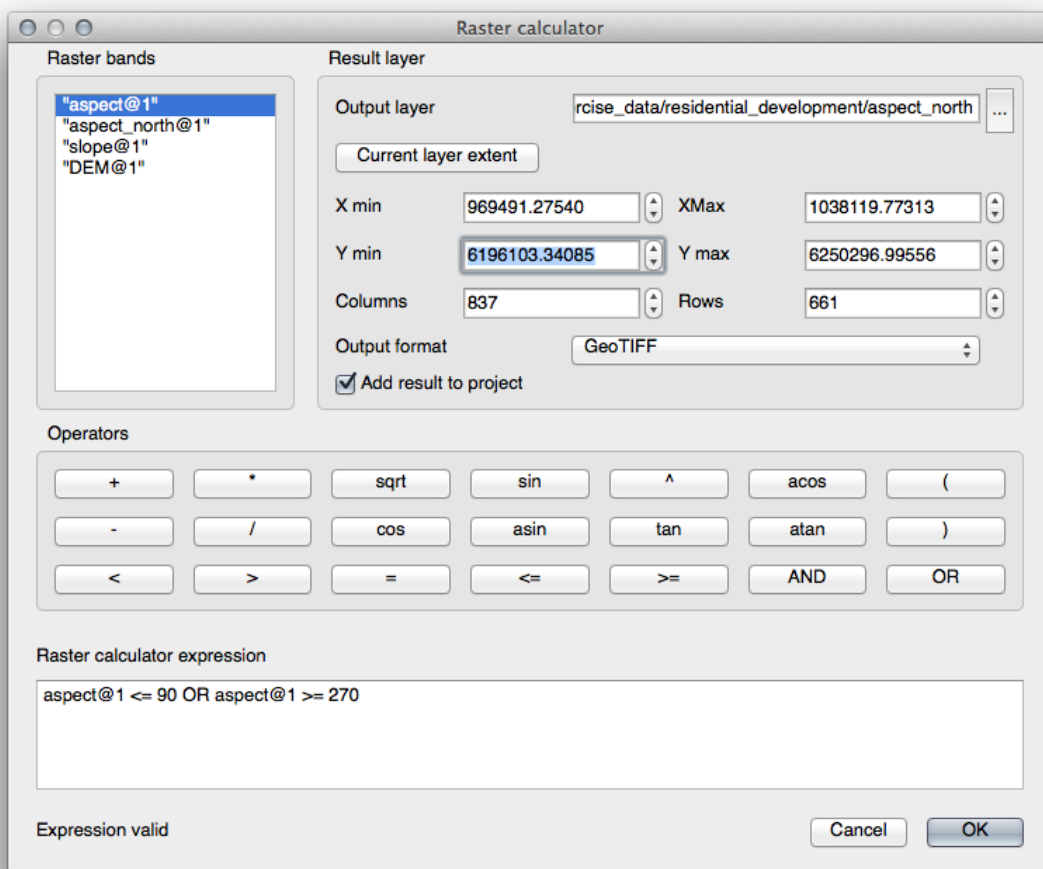 Raster calculator
Raster bands
"aspect@1"
"aspect_north@1"
"slope@1"
"DEM@1"
Result layer
Output layer
rcise_data/residential_development/aspect_north
...
Current layer extent
X min
969491.27540
XMax
1038119.77313
Y min
6196103.34085
Y max
6250296.99556
Columns
837
Rows
661
Output format
GeoTIFF
Add result to project
Operators
+ * sqrt sin ^ acos (
- / cos asin tan atan )
< > = <= >= AND OR
Raster calculator expression
aspect@1 <= 90 OR aspect@1 >= 270
Expression valid
Cancel
OK